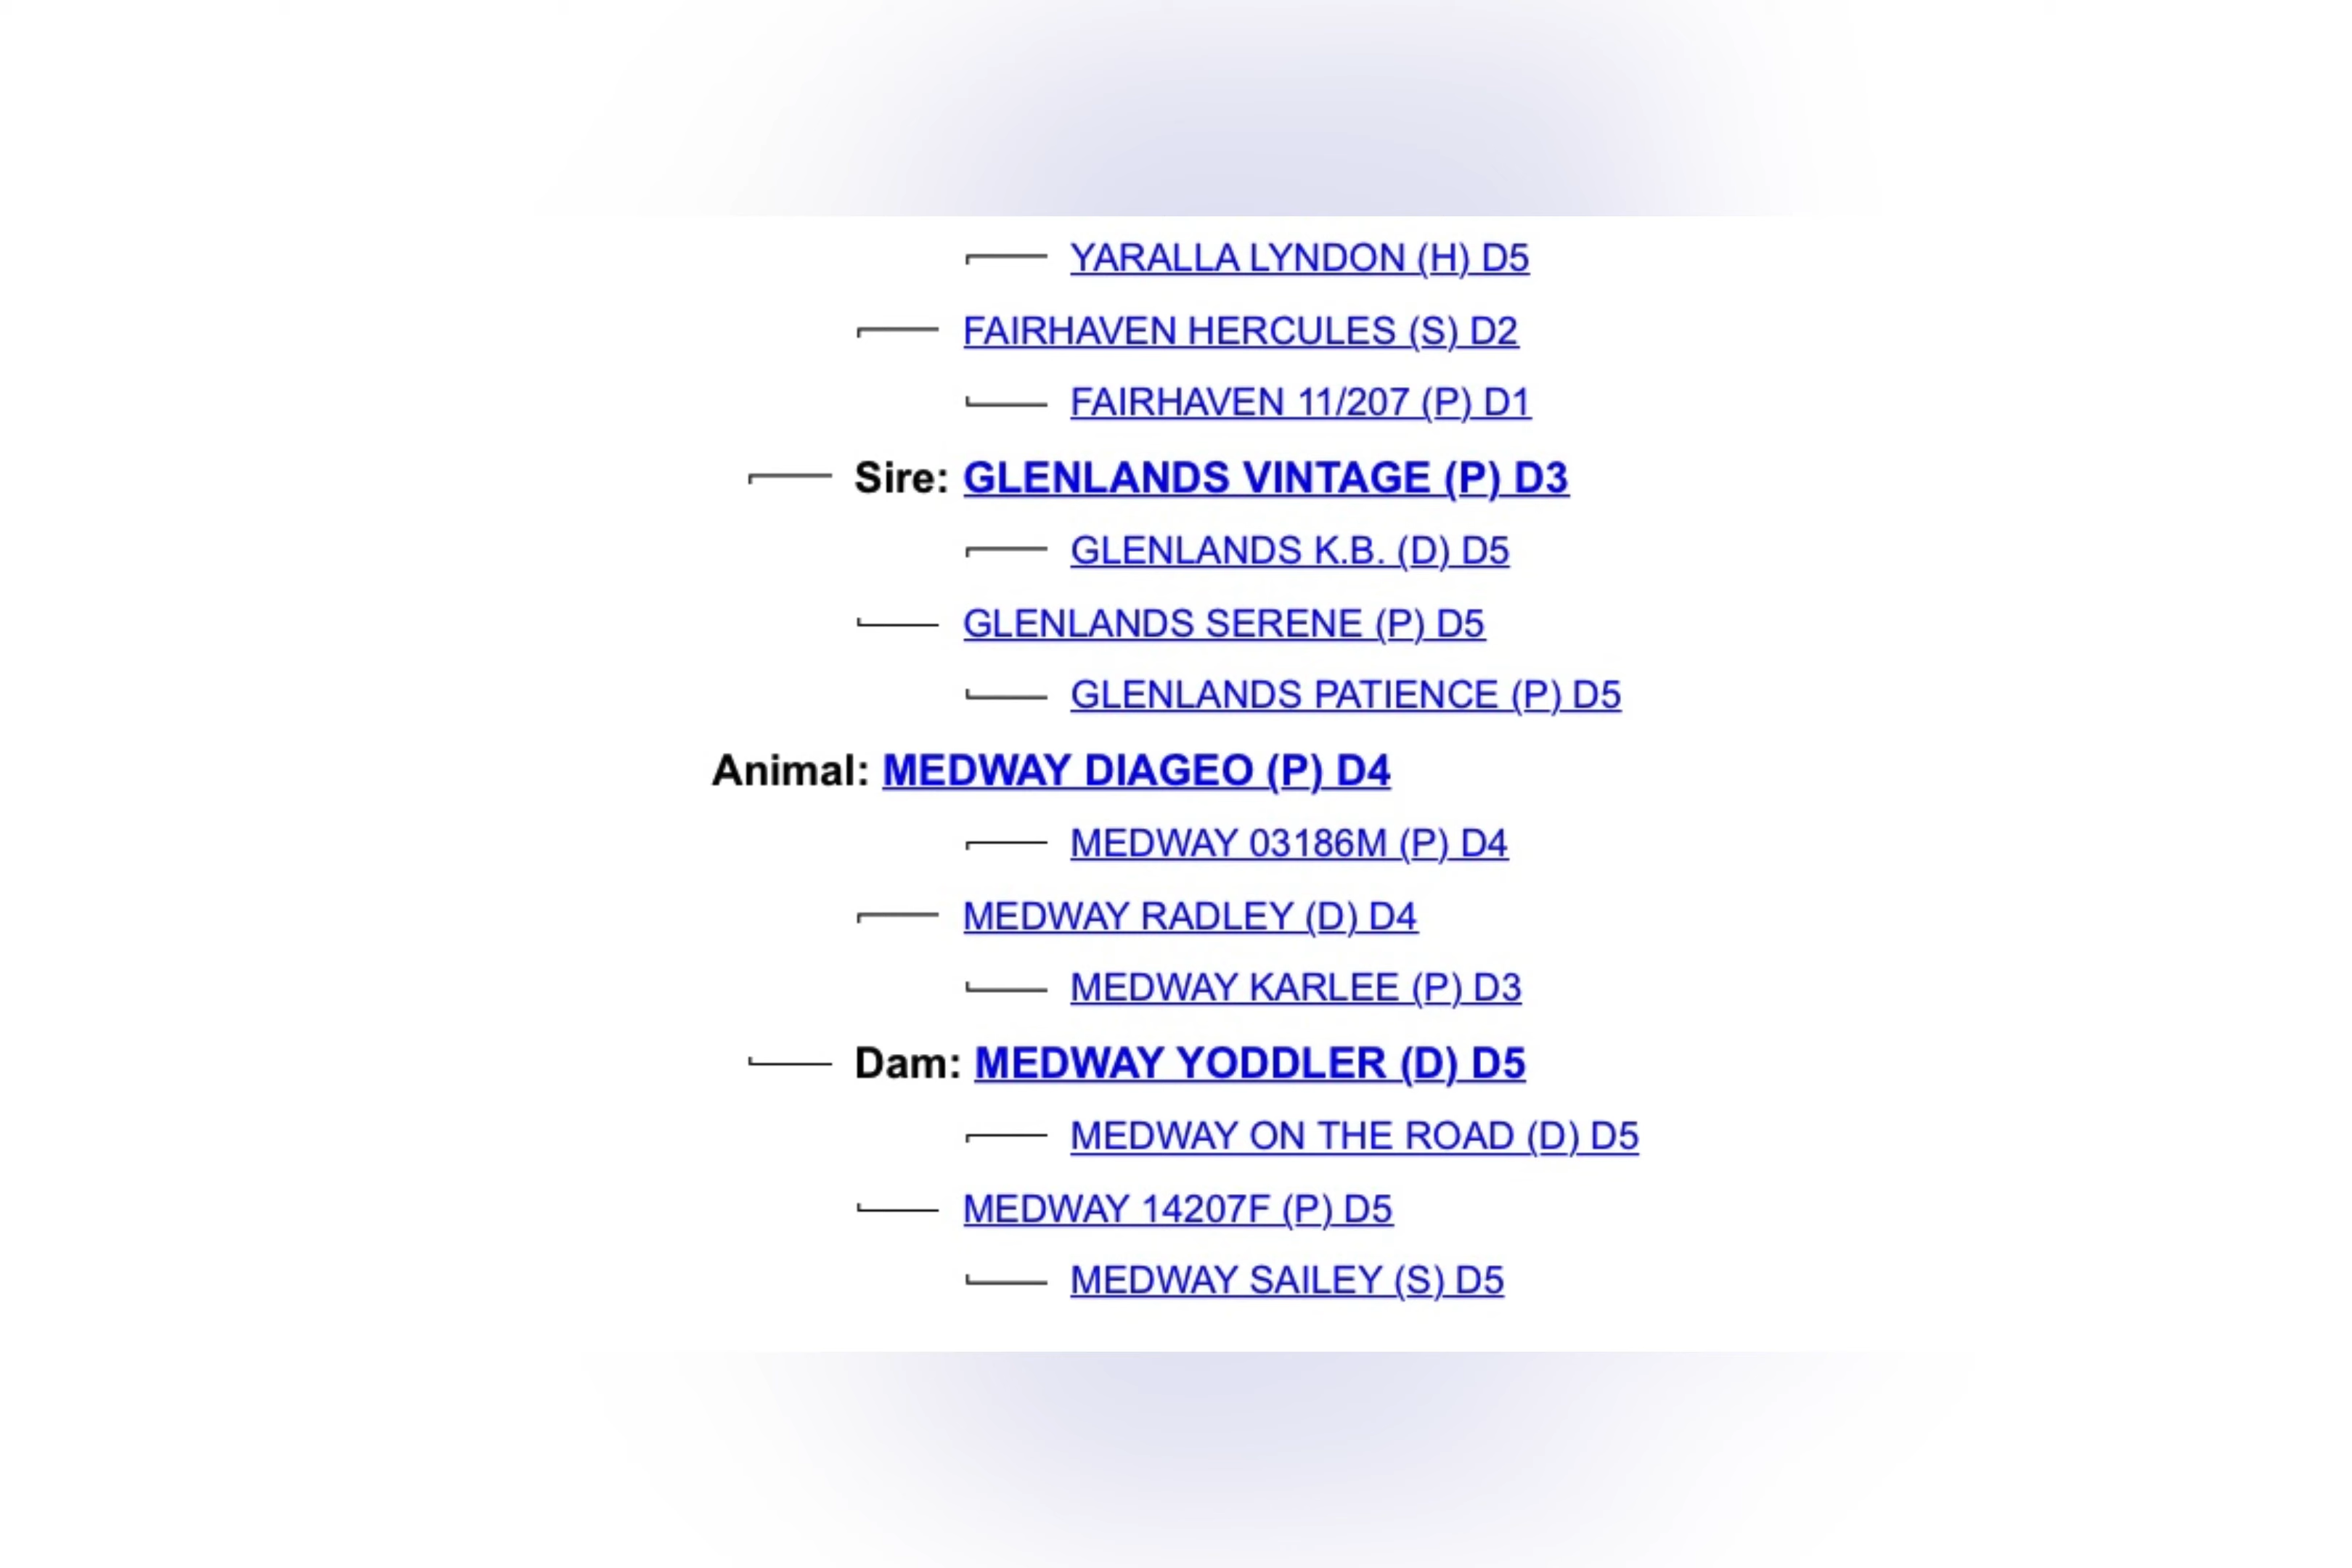 YARALLA LYNDON (H) D5
FAIRHAVEN HERCULES (S) D2
FAIRHAVEN 11/207 (P) D1
Sire: GLENLANDS VINTAGE (P) D3
GLENLANDS K.B. (D) D5
GLENLANDS SERENE (P) D5
GLENLANDS PATIENCE (P) D5
Animal: MEDWAY DIAGEO (P) D4
MEDWAY 03186M (P) D4
MEDWAY RADLEY (D) D4
MEDWAY KARLEE (P) D3
Dam: MEDWAY YODDLER (D) D5
MEDWAY ON THE ROAD (D) D5
MEDWAY 14207F (P) D5
MEDWAY SAILEY (S) D5